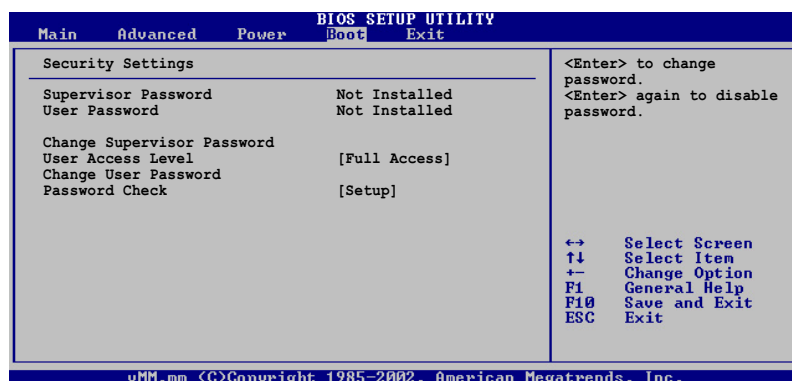 BIOS SETUP UTILITY
Main Advanced Power Boot Exit
Security Settings
Supervisor Password Not Installed
User Password Not Installed
Change Supervisor Password
User Access Level [Full Access]
Change User Password
Password Check [Setup]
<Enter> to change
password.
<Enter> again to disable
password.
←→ Select Screen
↑↓ Select Item
+- Change Option
F1 General Help
F10 Save and Exit
ESC Exit
vMM.mm (C)Copyright 1985-2002, American Megatrends, Inc.